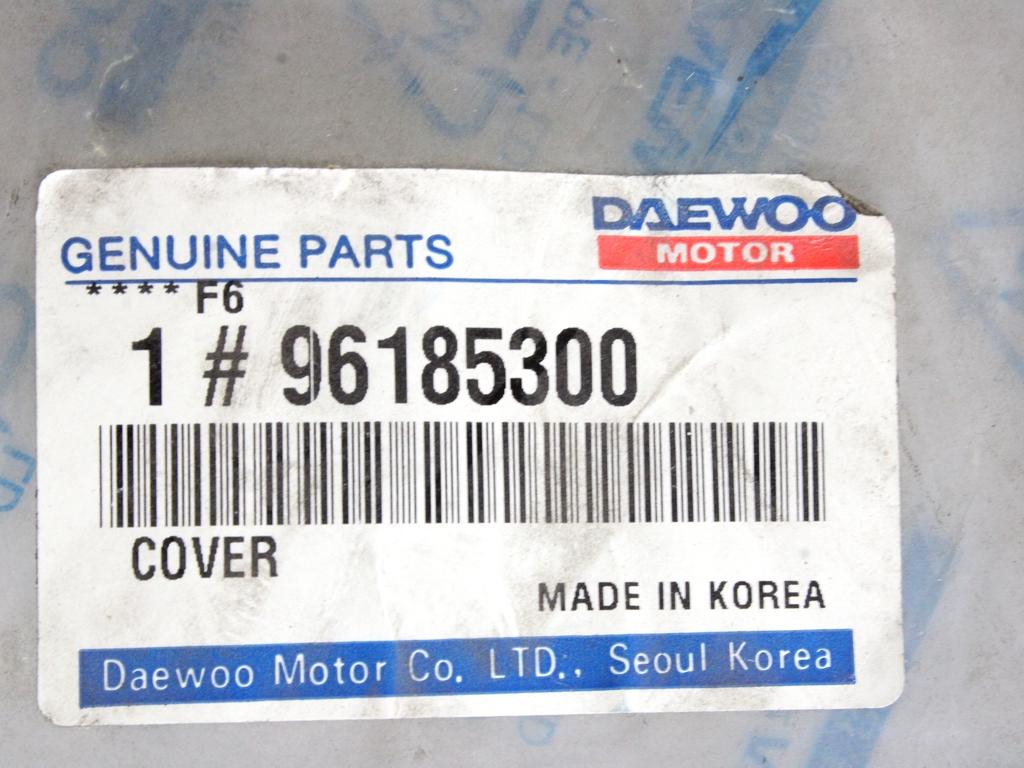 DAEWOO
MOTOR
GENUINE PARTS
**** F6
1 # 96185300
COVER
MADE IN KOREA
Daewoo Motor Co. LTD., Seoul Korea